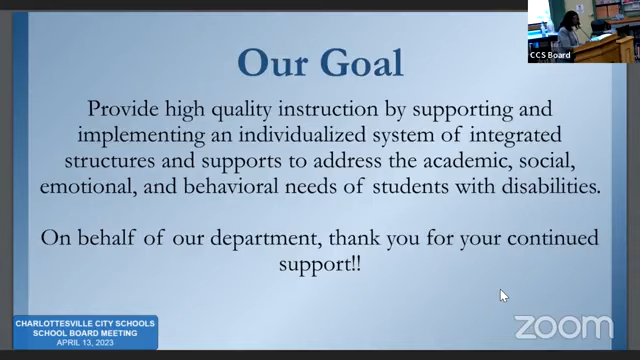 CCS Board
Our Goal
Provide high quality instruction by supporting and
implementing an individualized system of integrated
structures and supports to address the academic, social,
emotional, and behavioral needs of students with disabilities.
On behalf of our department, thank you for your continued
support!!
CHARLOTTESVILLE CITY SCHOOLS
SCHOOL BOARD MEETING
APRIL 13, 2023
zoom